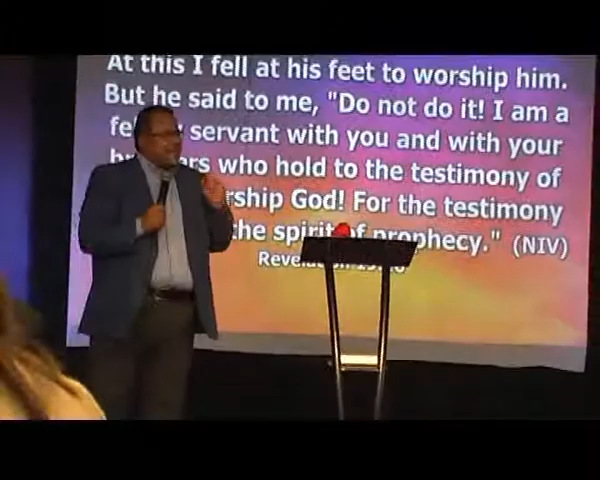 At this I fell at his feet to worship him.
But he said to me, "Do not do it! I am a
servant with you and with your
who hold to the testimony of
God! For the testimony
the spirit of prophecy." (NIV)